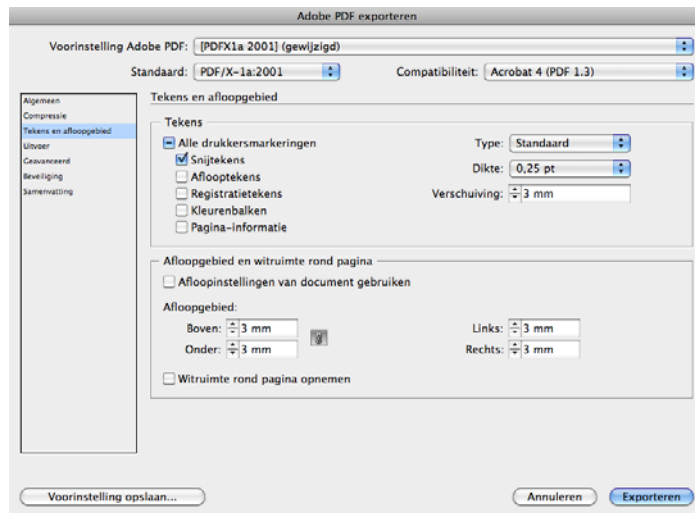 Adobe PDF exporteren
Voorinstelling Adobe PDF: [PDFX1a 2001] (gewijzigd)
Standaard: PDF/X-1a:2001 Compatibiliteit: Acrobat 4 (PDF 1.3)
Algemeen
Compressie
Tekens en afloopgebied
Uitvoer
Geavanceerd
Beveiliging
Samenvatting
Tekens en afloopgebied
Tekens
Alle drukkersmarkeringen Type: Standaard
Snijtekens
Dikte: 0,25 pt
Aflooptekens
Registratietekens Verschuiving: 3 mm
Kleurenbalken
Pagina-informatie
Afloopgebied en witruimte rond pagina
Afloopinstellingen van document gebruiken
Afloopgebied:
Boven: 3 mm Links: 3 mm
Onder: 3 mm Rechts: 3 mm
Witruimte rond pagina opnemen
Voorinstelling opslaan... Annuleren Exporteren